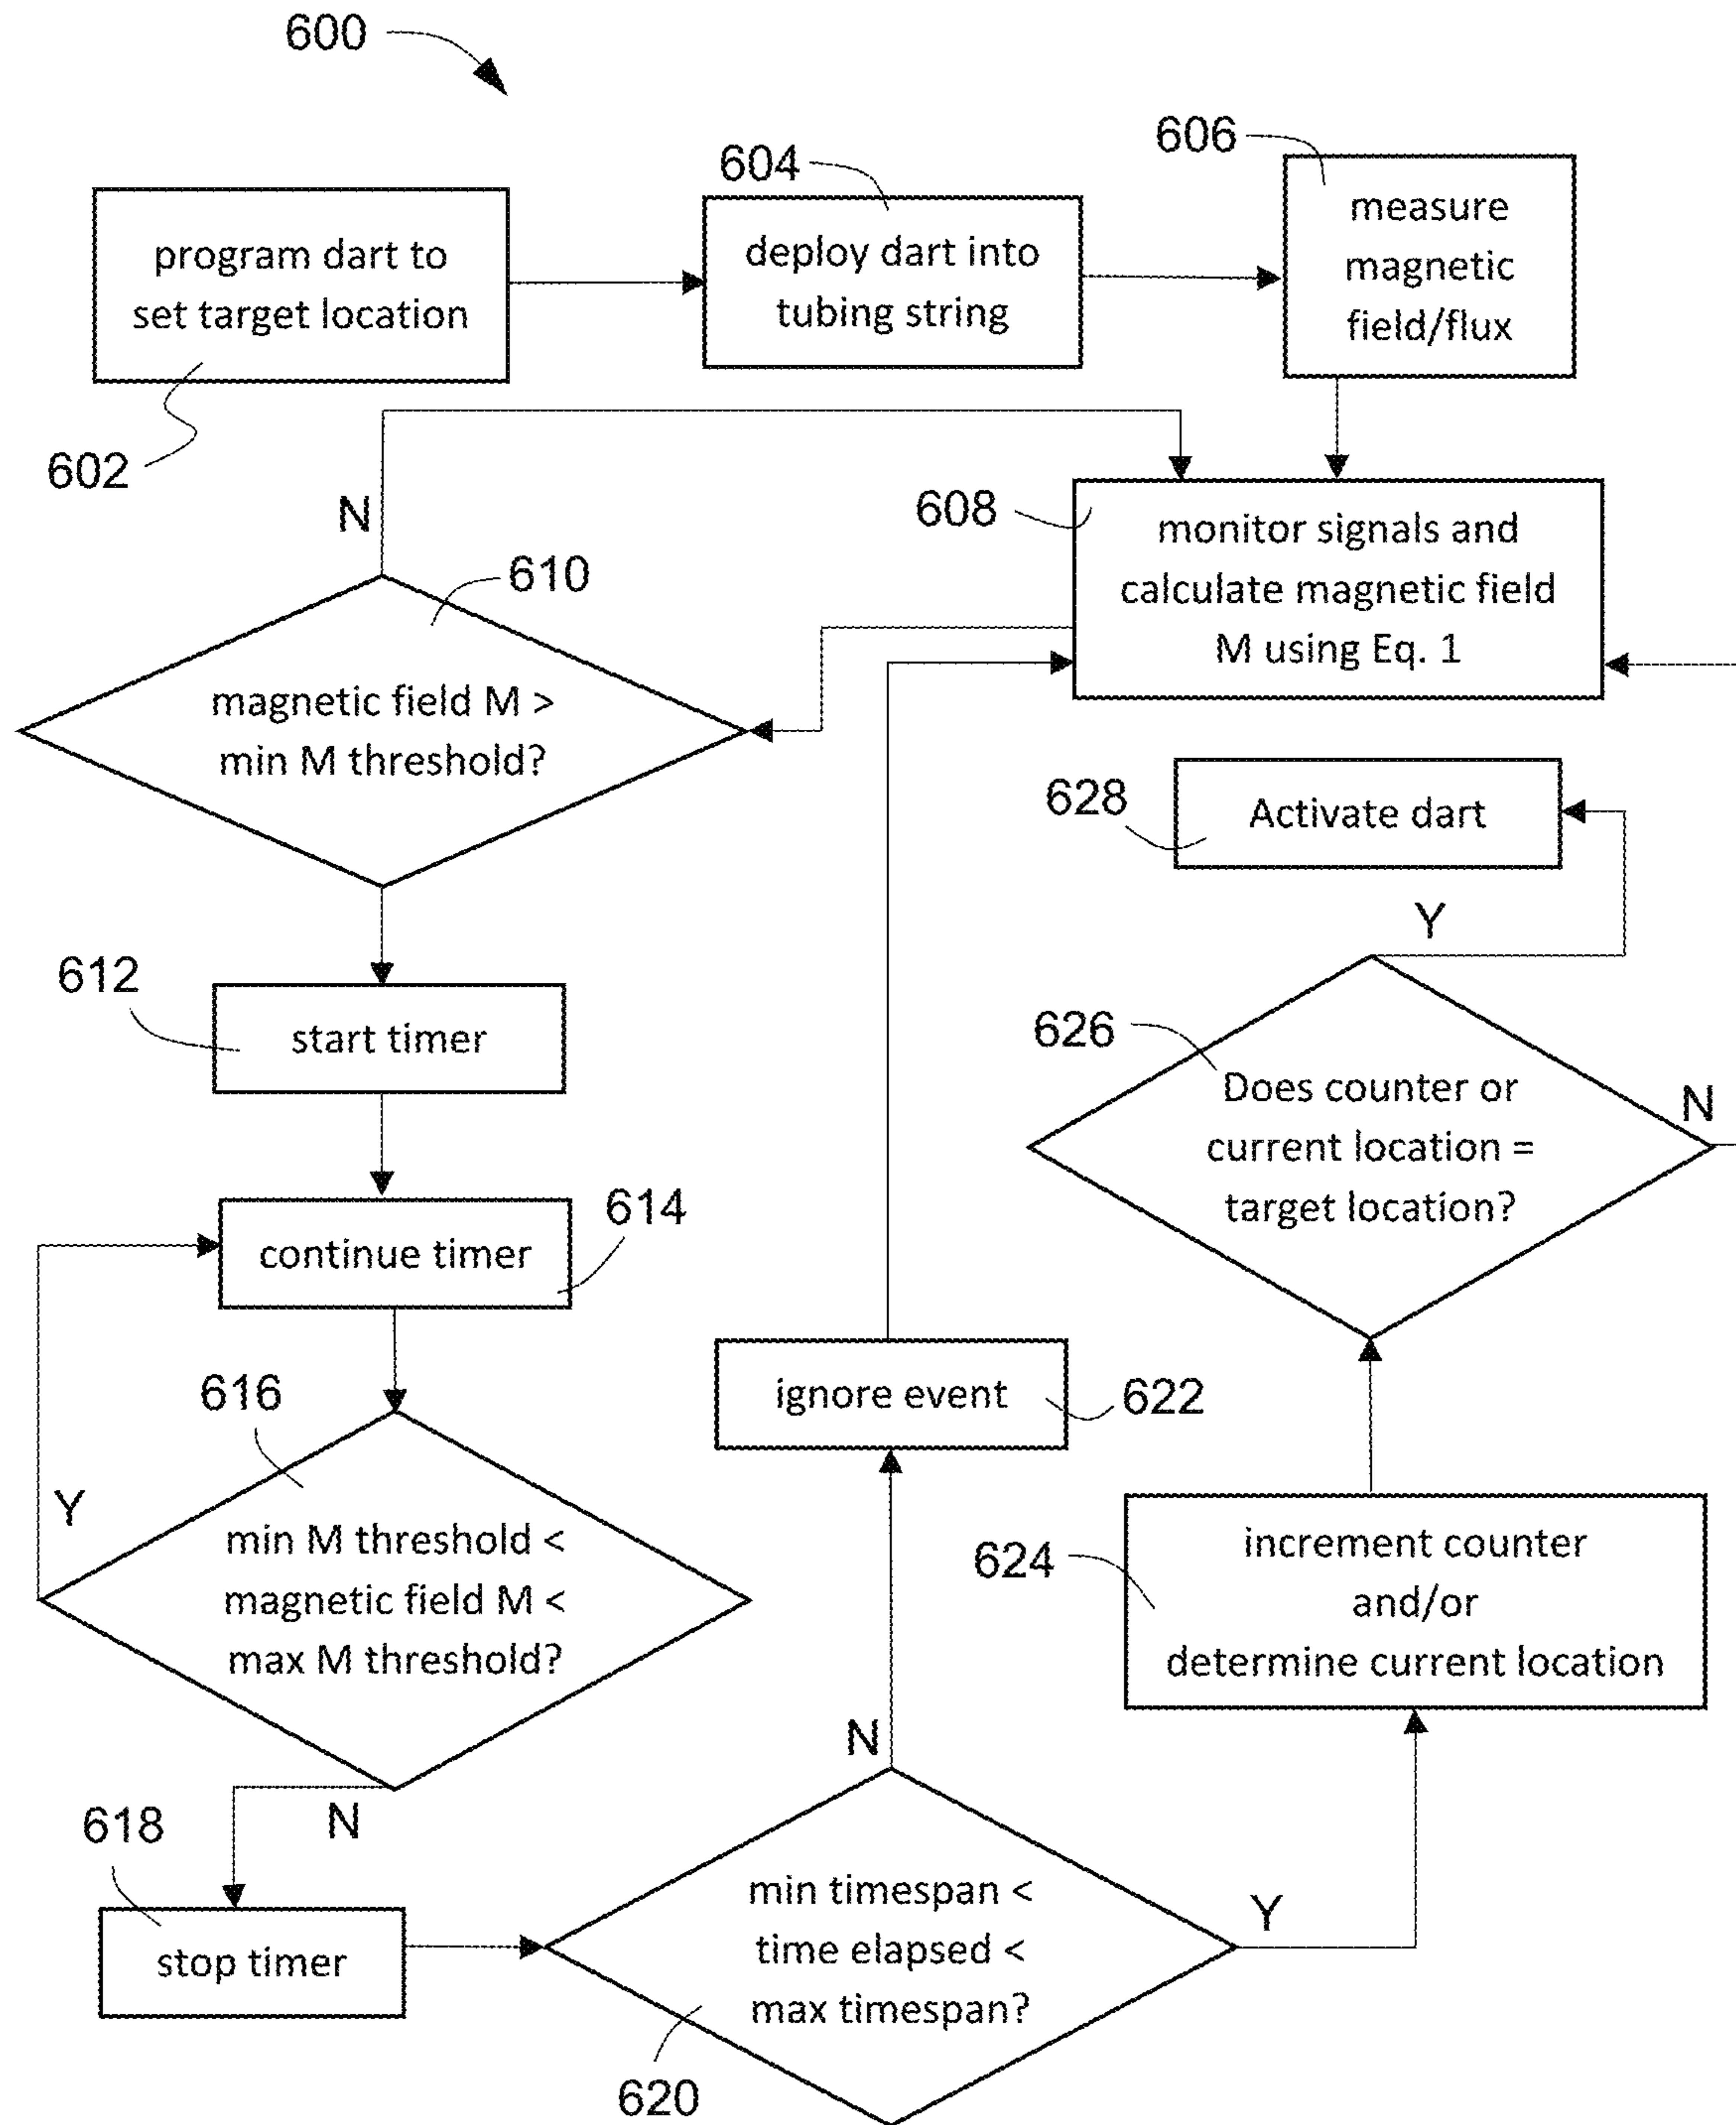 600
606
604
measure
magnetic
field/flux
program dart to
set target location
deploy dart into
tubing string
602
N
608
monitor signals and
calculate magnetic field
M using Eq. 1
610
magnetic field M >
min M threshold?
628
Activate dart
Y
612
start timer
626
Does counter or
current location =
target location?
N
614
continue timer
616
ignore event
622
Y
min M threshold <
magnetic field M <
max M threshold?
624
increment counter
and/or
determine current location
N
N
618
stop timer
min timespan <
time elapsed <
max timespan?
Y
620